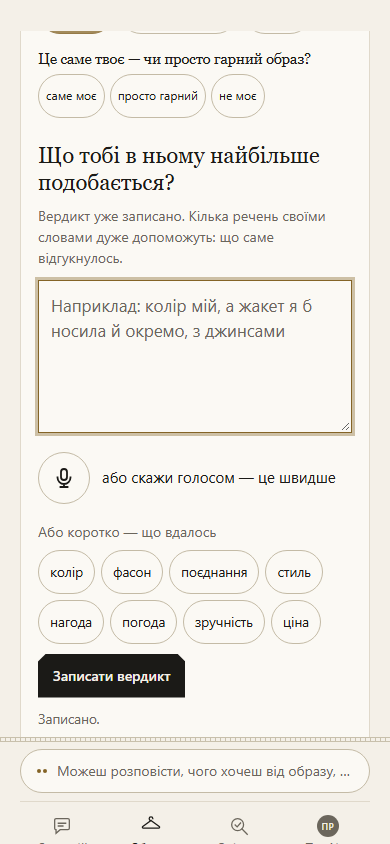 Це саме твоє — чи просто гарний образ?
саме моє просто гарний не моє
Що тобі в ньому найбільше
подобається?
Вердикт уже записано. Кілька речень своїми
словами дуже допоможуть: що саме
відгукнулось.
Наприклад: колір мій, а жакет я б
носила й окремо, з джинсами
або скажи голосом — це швидше
Або коротко — що вдалось
колір фасон поєднання стиль
нагода погода зручність ціна
Записати вердикт
Записано.
Можеш розповісти, чого хочеш від образу, ...
ПР